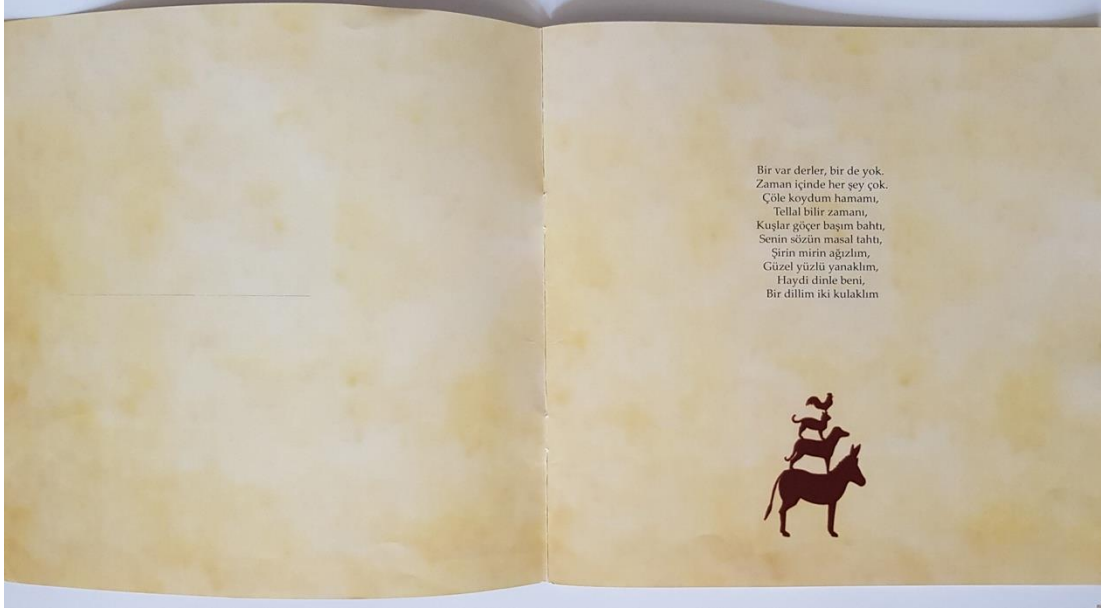 Bir var derler, bir de yok.
Zaman içinde her şey çok.
Çöle koydum hamamı,
Tellal bilir zamanı,
Kuşlar göçer başım bahtı,
Senin sözün masal tahtı,
Şirin mirin ağızlım,
Güzel yüzlü yanaklım,
Haydi dinle beni,
Bir dillim iki kulaklım